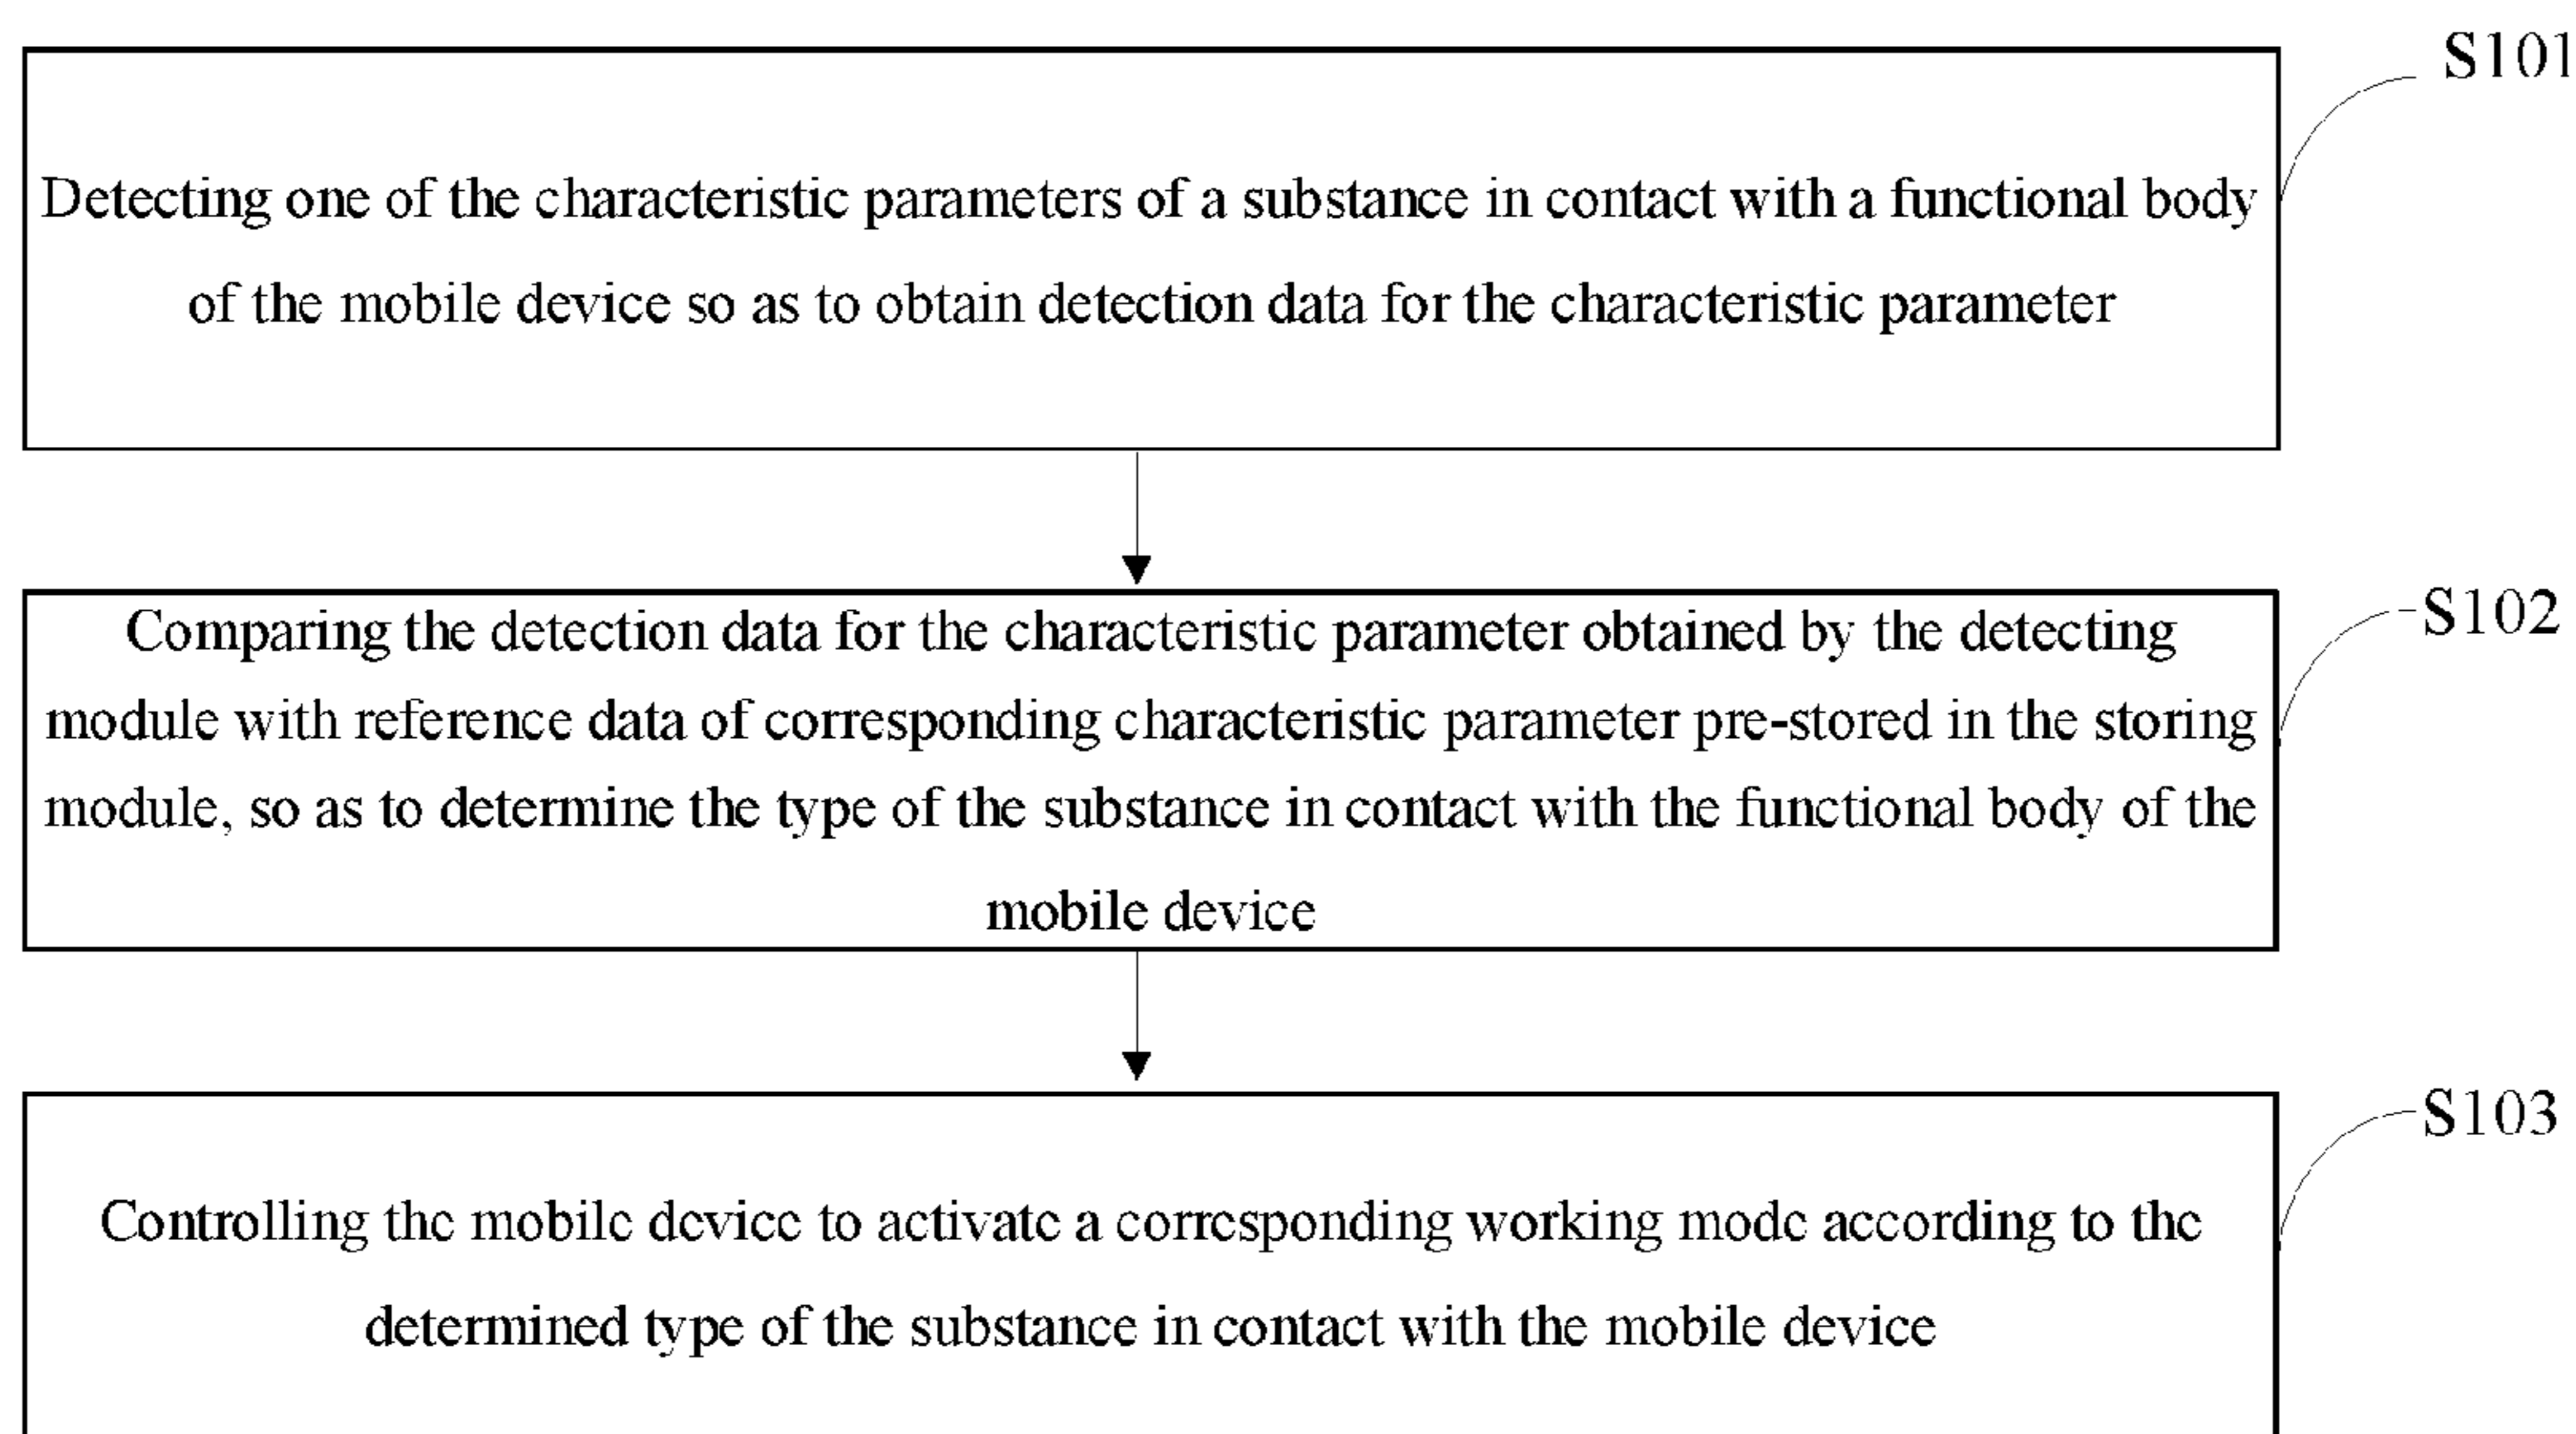 S101
Detecting one of the characteristic parameters of a substance in contact with a functional body
of the mobile device so as to obtain detection data for the characteristic parameter
S102
Comparing the detection data for the characteristic parameter obtained by the detecting
module with reference data of corresponding characteristic parameter pre-stored in the storing
module, so as to determine the type of the substance in contact with the functional body of the
mobile device
S103
Controlling the mobile device to activate a corresponding working mode according to the
determined type of the substance in contact with the mobile device